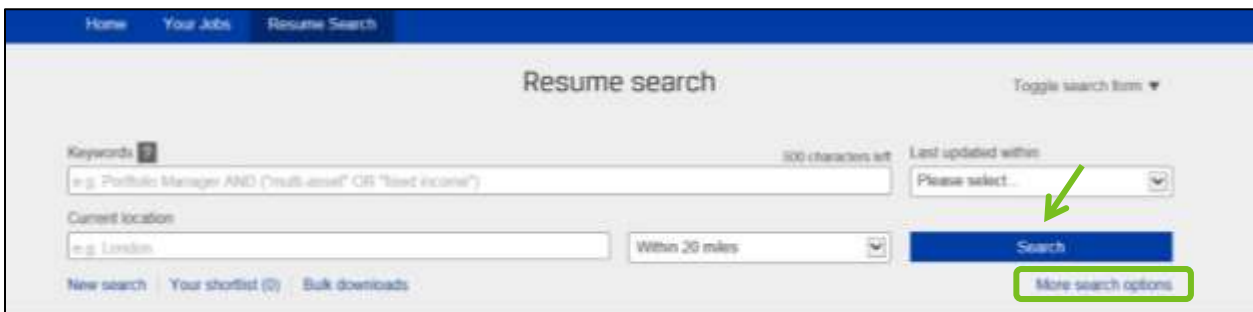 Home Your Jobs Resume Search
Resume search
Toggle search form ▼
Keywords ?
500 characters left
Last updated within
e.g. Portfolio Manager AND ("multi-asset" OR "fixed income")
Please select...
Current location
e.g. London
Within 20 miles
Search
New search Your shortlist (0) Bulk downloads
More search options